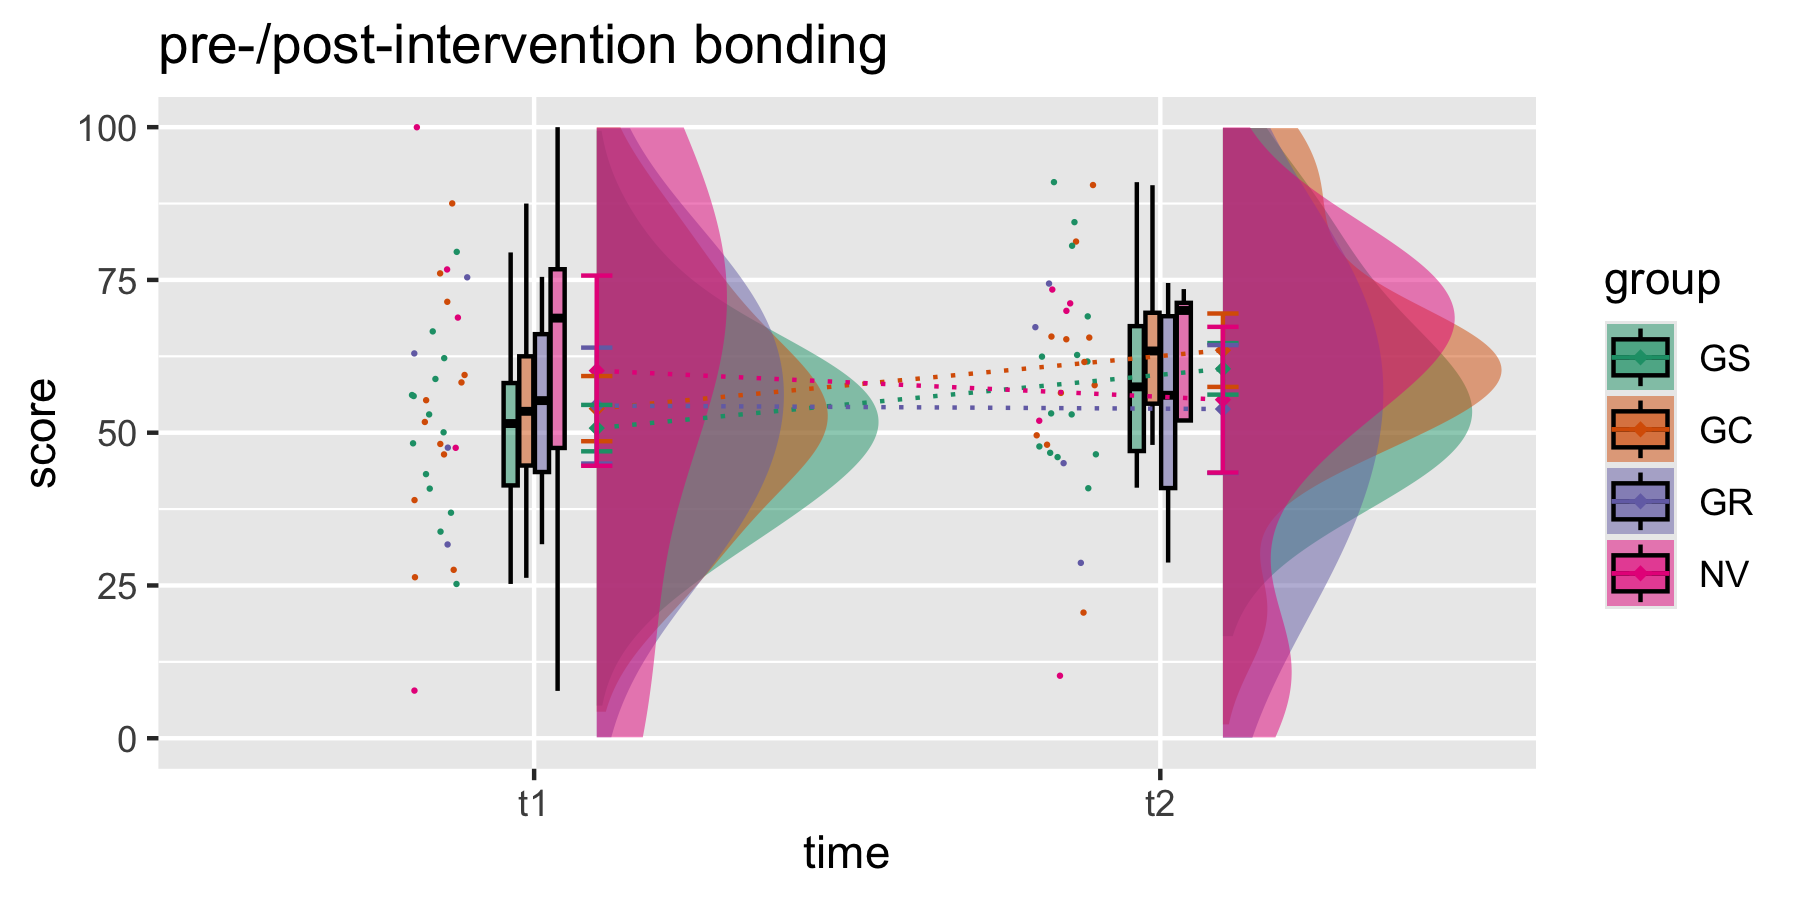 pre-/post-intervention bonding
100
75
50
25
0
score
t1
t2
time
group
GS
GC
GR
NV